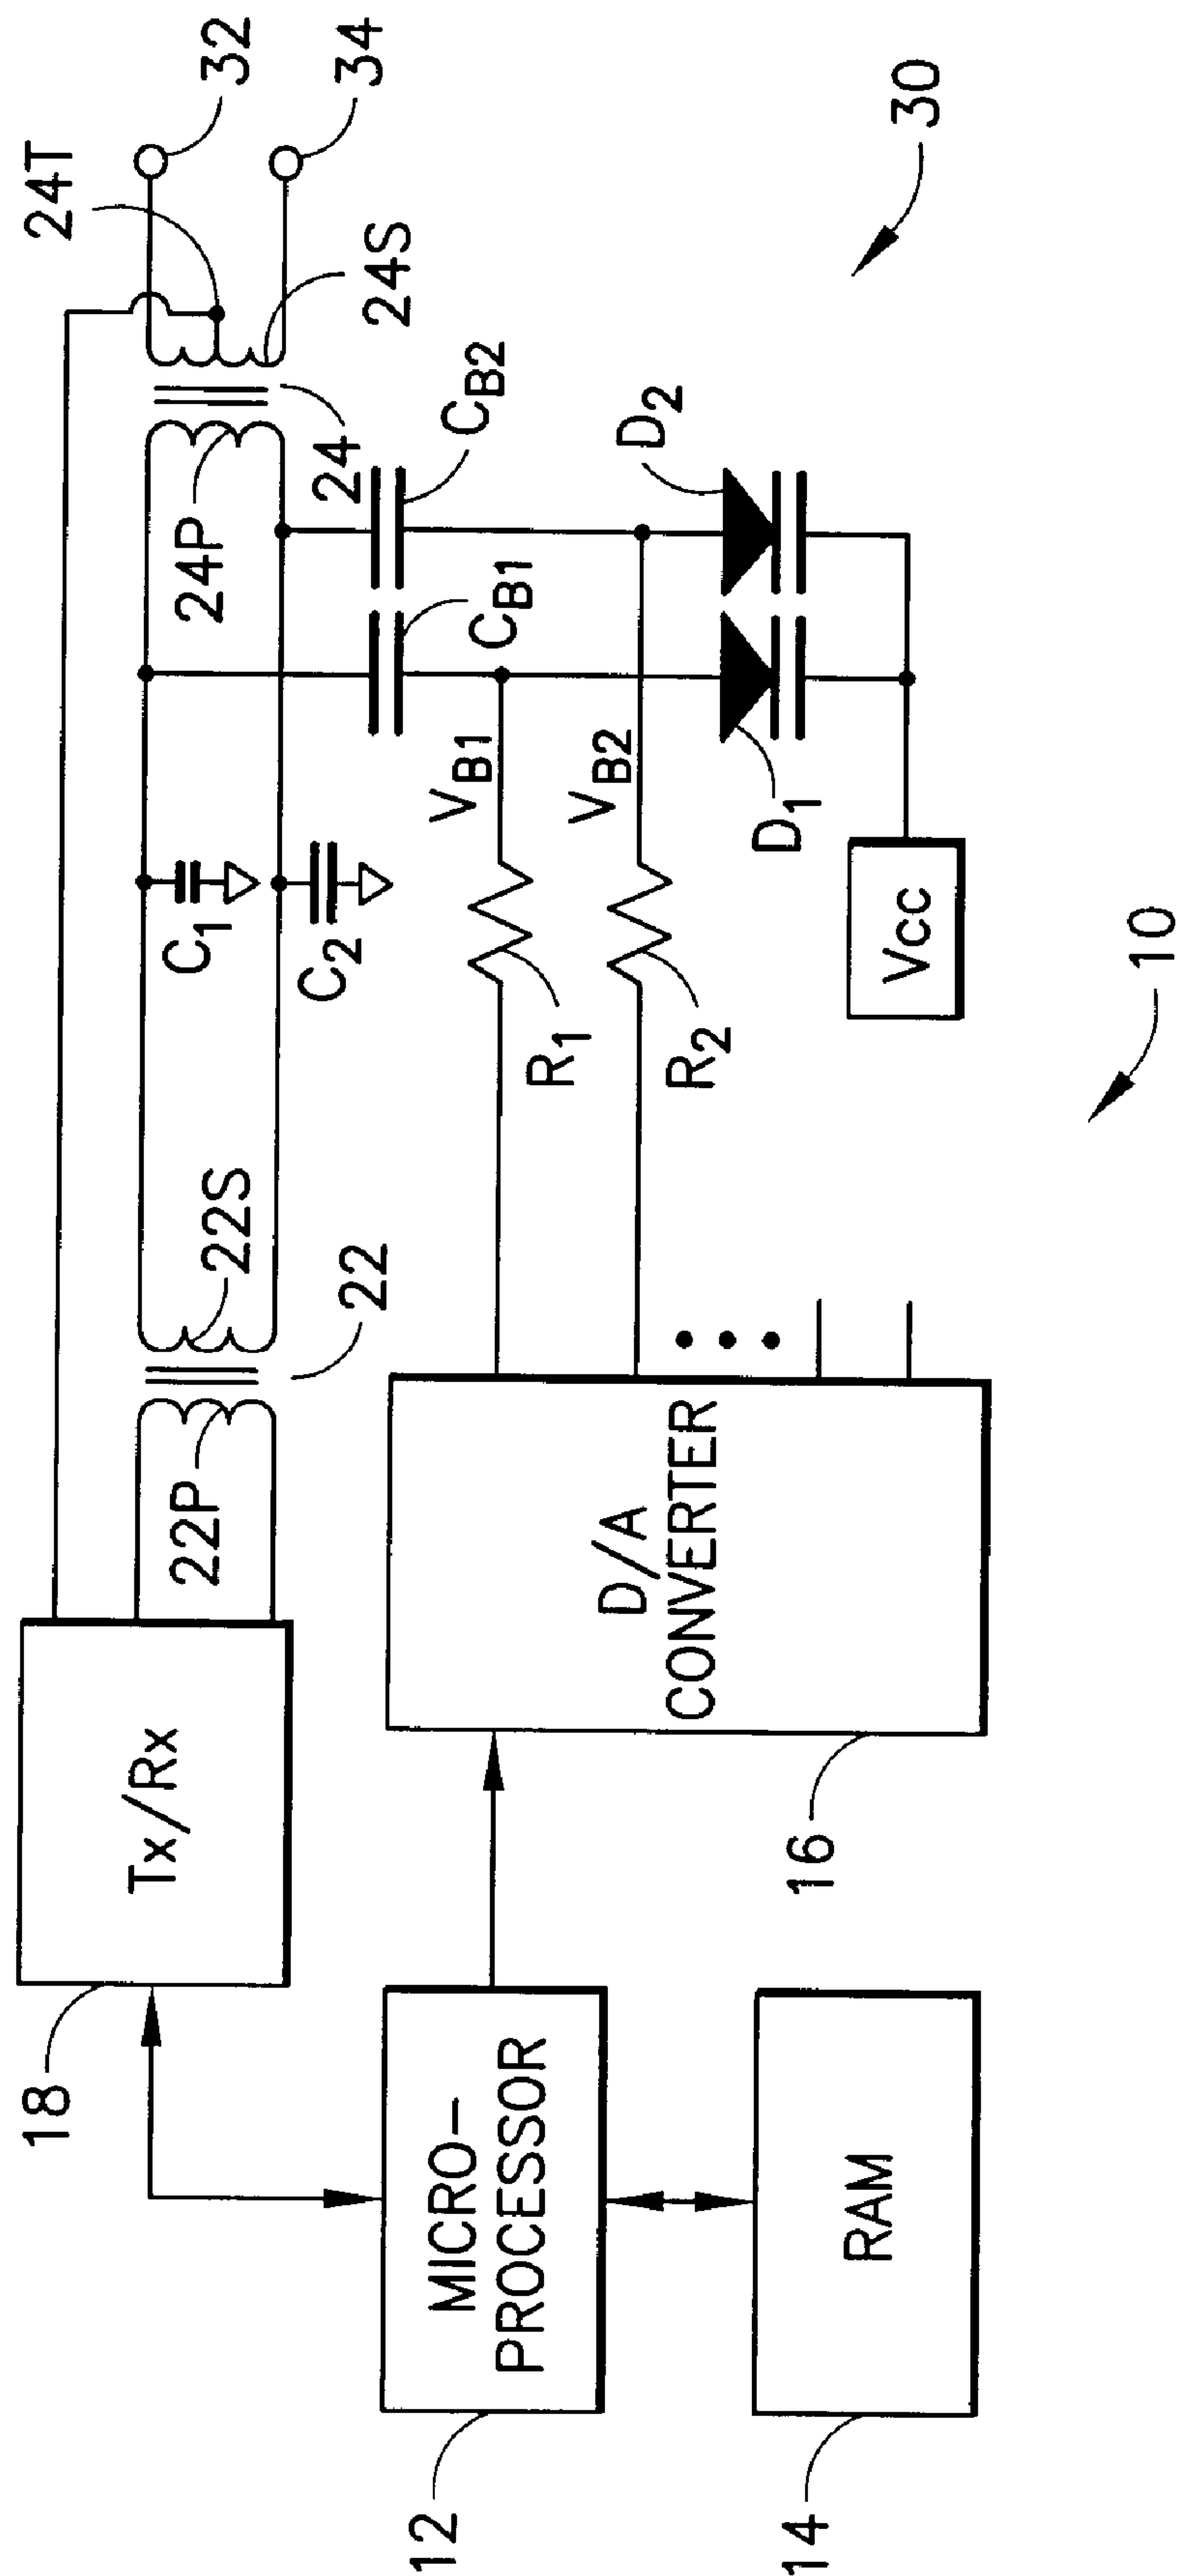 18
Tx/Rx
22P
22S
22
C1
C2
24P
24
24T
24S
32
34
CB1
CB2
12
MICRO-
PROCESSOR
16
D/A
CONVERTER
VB1
VB2
R1
R2
D1
D2
14
RAM
VCC
10
30